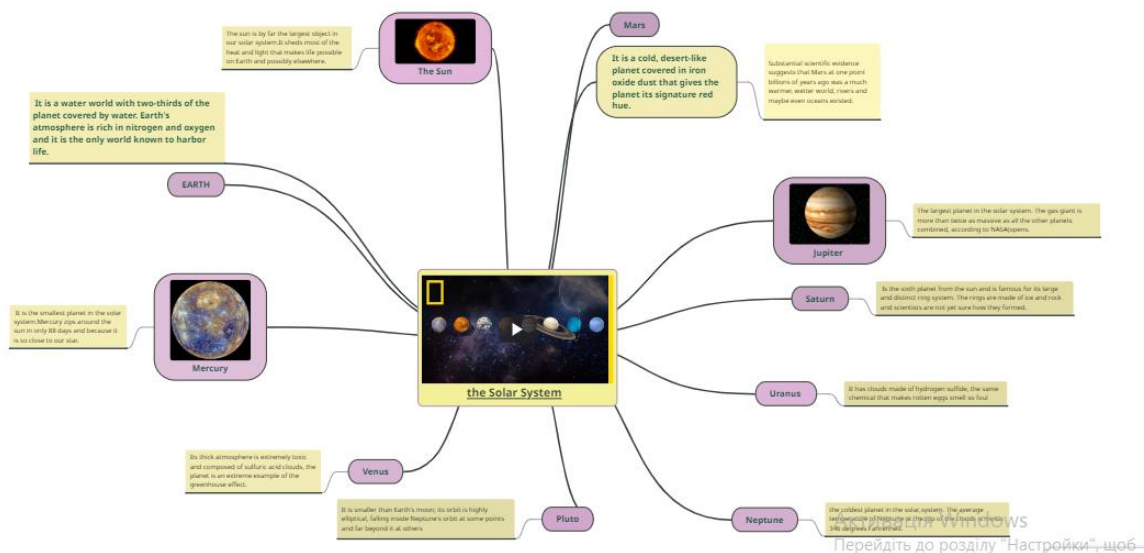 The sun is by far the largest object in
our solar system.It sheds most of the
heat and light that makes life possible
on Earth and possibly elsewhere.
The Sun
Mars
It is a cold, desert-like
planet covered in iron
oxide dust that gives the
planet its signature red
hue.
Substantial scientific evidence
suggests that Mars at one point
billions of years ago was a much
warmer, wetter world, rivers and
maybe even oceans existed.
It is a water world with two-thirds of the
planet covered by water. Earth's
atmosphere is rich in nitrogen and oxygen
and it is the only world known to harbor
life.
EARTH
Jupiter
The largest planet in the solar system. The gas giant is
more than twice as massive as all the other planets
combined, according to NASA(opens.
Saturn
Is the sixth planet from the sun and is famous for its large
and distinct ring system. The rings are made of ice and rock
and scientists are not yet sure how they formed.
It is the smallest planet in the solar
system.Mercury zips around the
sun in only 88 days and because it
is so close to our star.
Mercury
the Solar System
Uranus
It has clouds made of hydrogen sulfide, the same
chemical that makes rotten eggs smell so foul
Its thick atmosphere is extremely toxic
and composed of sulfuric acid clouds, the
planet is an extreme example of the
greenhouse effect.
Venus
It is smaller than Earth's moon; its orbit is highly
elliptical, falling inside Neptune's orbit at some points
and far beyond it at others
Pluto
Neptune
the coldest planet in the solar system. The average
Активація Windows
Перейдіть до розділу "Настройки", щоб